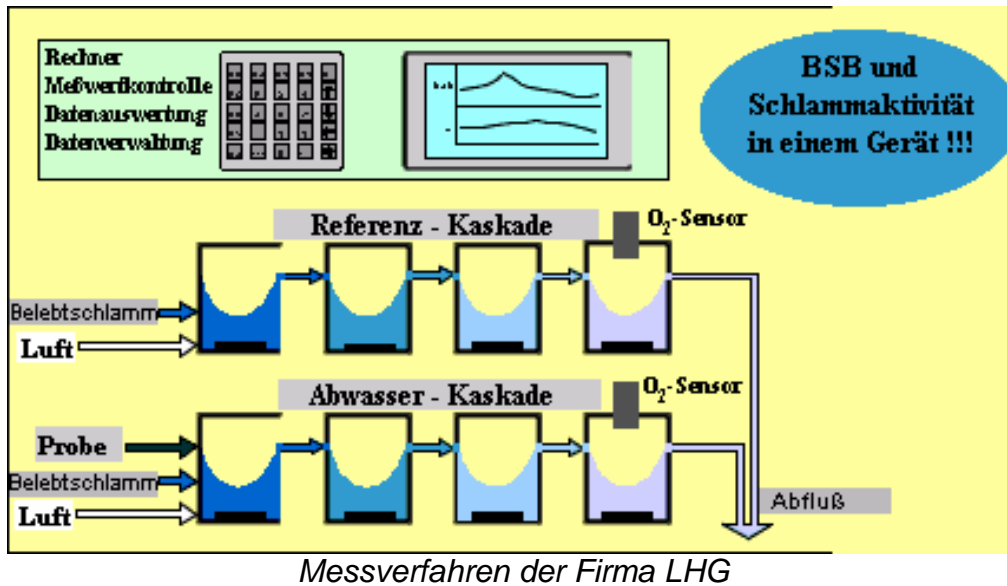 Rechner
Meßwertkontrolle
Datenauswertung
Datenverwaltung
BSB und
Schlammaktivität
in einem Gerät !!!
Referenz - Kaskade
O₂-Sensor
Belebtschlamm
Luft
Abwasser - Kaskade
O₂-Sensor
Probe
Belebtschlamm
Luft
Abfluß
Messverfahren der Firma LHG